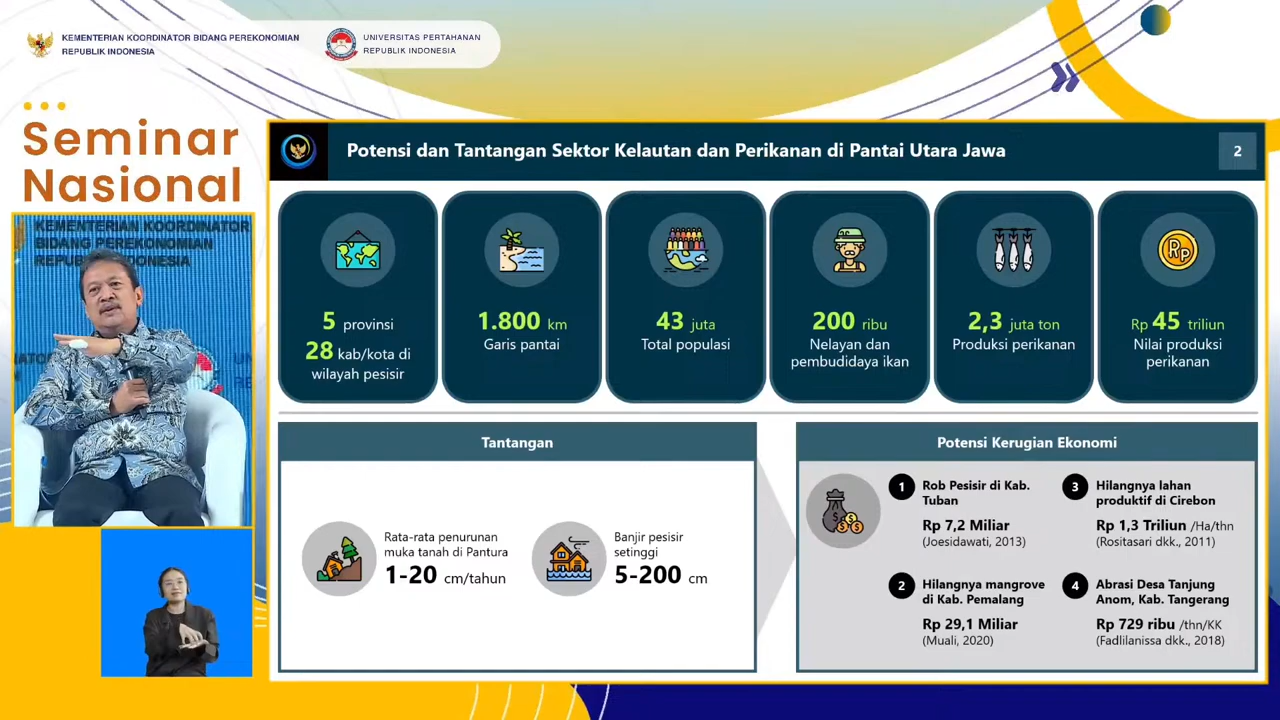 KEMENTERIAN KOORDINATOR BIDANG PEREKONOMIAN
REPUBLIK INDONESIA
UNIVERSITAS PERTAHANAN
REPUBLIK INDONESIA
Seminar
Nasional
KEMENTERIAN KOORDINATOR
BIDANG PEREKONOMIAN
REPUBLIK INDONESIA
Potensi dan Tantangan Sektor Kelautan dan Perikanan di Pantai Utara Jawa
2
5 provinsi
28 kab/kota di
wilayah pesisir
1.800 km
Garis pantai
43 juta
Total populasi
200 ribu
Nelayan dan
pembudidaya ikan
2,3 juta ton
Produksi perikanan
Rp
Rp 45 triliun
Nilai produksi
perikanan
Tantangan
Rata-rata penurunan
muka tanah di Pantura
1-20 cm/tahun
Banjir pesisir
setinggi
5-200 cm
Potensi Kerugian Ekonomi
1 Rob Pesisir di Kab.
Tuban
Rp 7,2 Miliar
(Joesidawati, 2013)
2 Hilangnya mangrove
di Kab. Pemalang
Rp 29,1 Miliar
(Muali, 2020)
3 Hilangnya lahan
produktif di Cirebon
Rp 1,3 Triliun /Ha/thn
(Rositasari dkk., 2011)
4 Abrasi Desa Tanjung
Anom, Kab. Tangerang
Rp 729 ribu /thn/KK
(Fadlilanissa dkk., 2018)